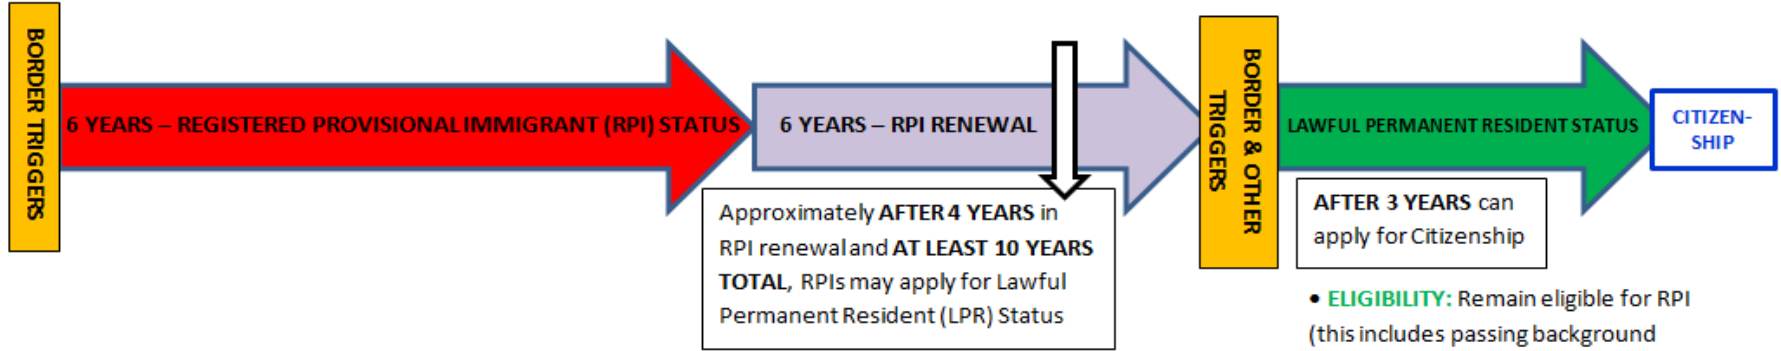 BORDER TRIGGERS
6 YEARS – REGISTERED PROVISIONAL IMMIGRANT (RPI) STATUS
6 YEARS – RPI RENEWAL
Approximately AFTER 4 YEARS in
RPI renewal and AT LEAST 10 YEARS
TOTAL, RPIs may apply for Lawful
Permanent Resident (LPR) Status
BORDER & OTHER
TRIGGERS
LAWFUL PERMANENT RESIDENT STATUS
CITIZEN-
SHIP
AFTER 3 YEARS can
apply for Citizenship
• ELIGIBILITY: Remain eligible for RPI
(this includes passing background